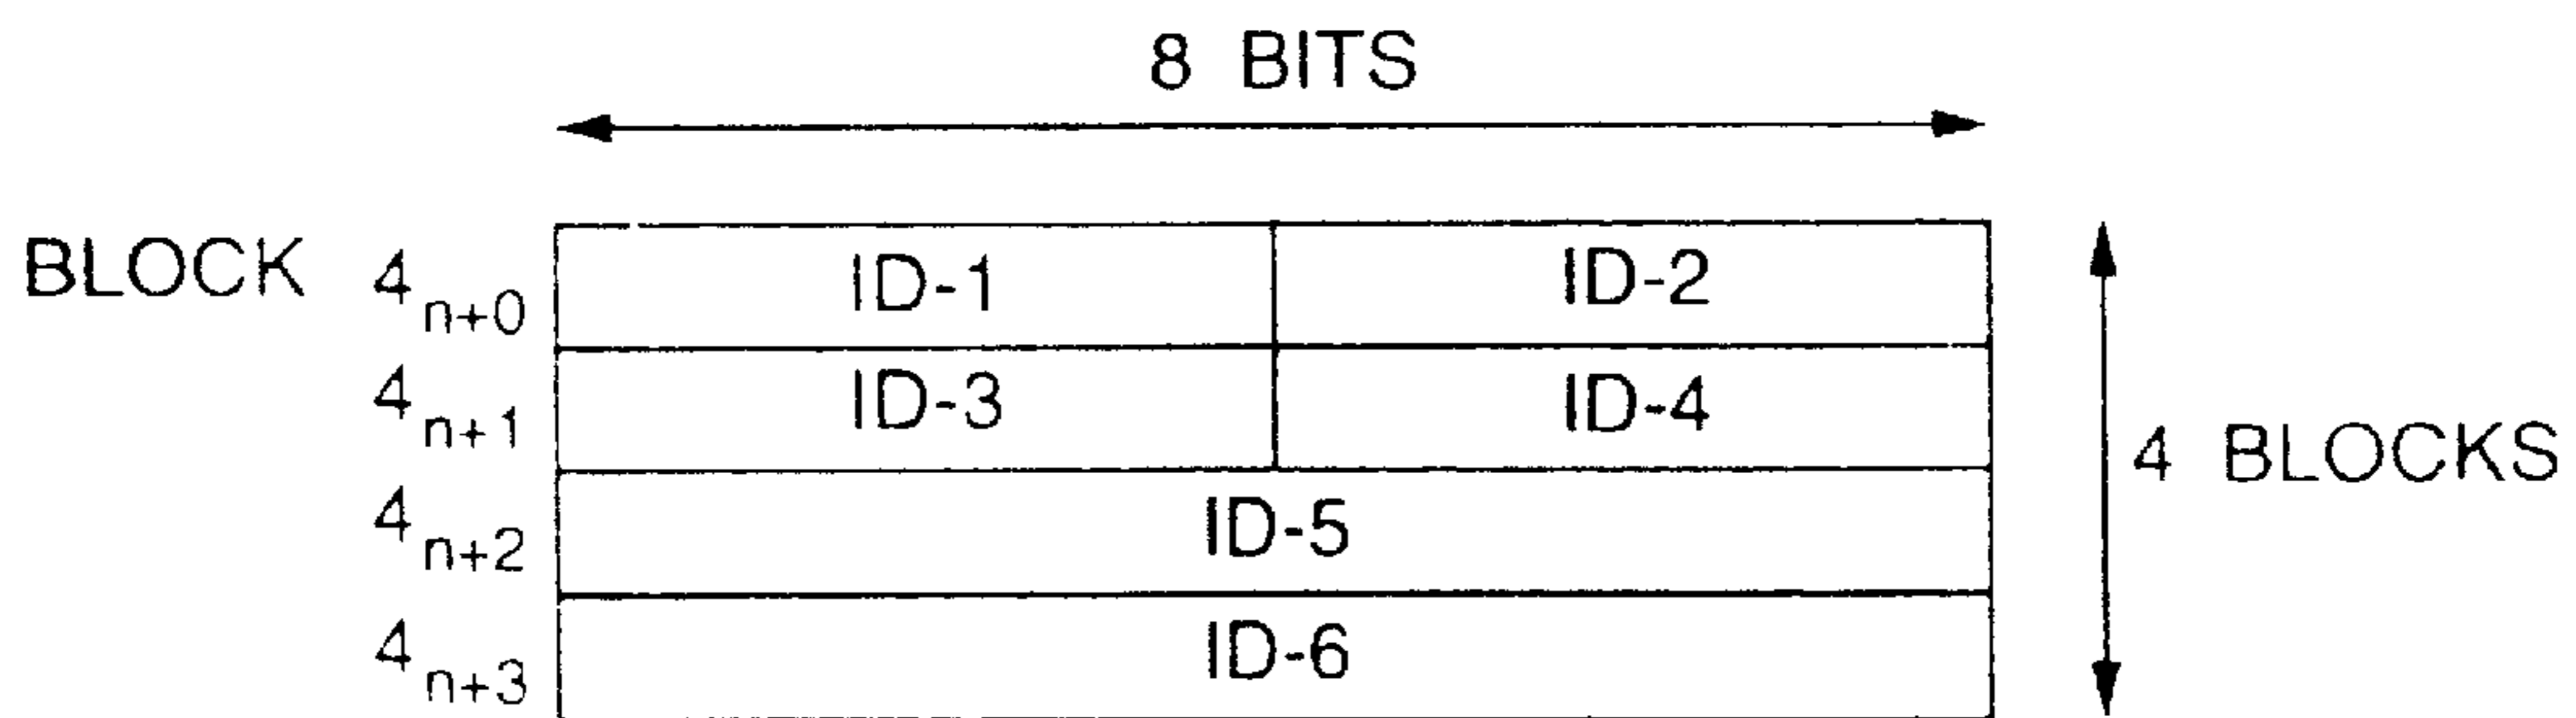 8 BITS
BLOCK 4n+0 ID-1 ID-2
4n+1 ID-3 ID-4
4 BLOCKS
4n+2 ID-5
4n+3 ID-6